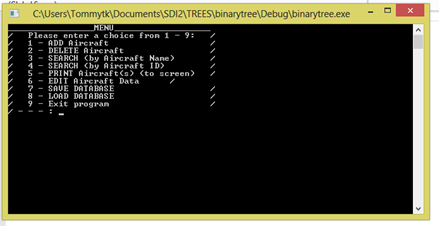 C:\Users\Tommytk\Documents\SDI2\TREES\binarytree\Debug\binarytree.exe
MENU
/ Please enter a choice from 1 - 9: /
/ 1 - ADD Aircraft /
/ 2 - DELETE Aircraft /
/ 3 - SEARCH (by Aircraft Name) /
/ 4 - SEARCH (by Aircraft ID) /
/ 5 - PRINT Aircraft(s) (to screen) /
/ 6 - EDIT Aircraft Data /
/ 7 - SAVE DATABASE /
/ 8 - LOAD DATABASE /
/ 9 - Exit program /
/ - - - : _